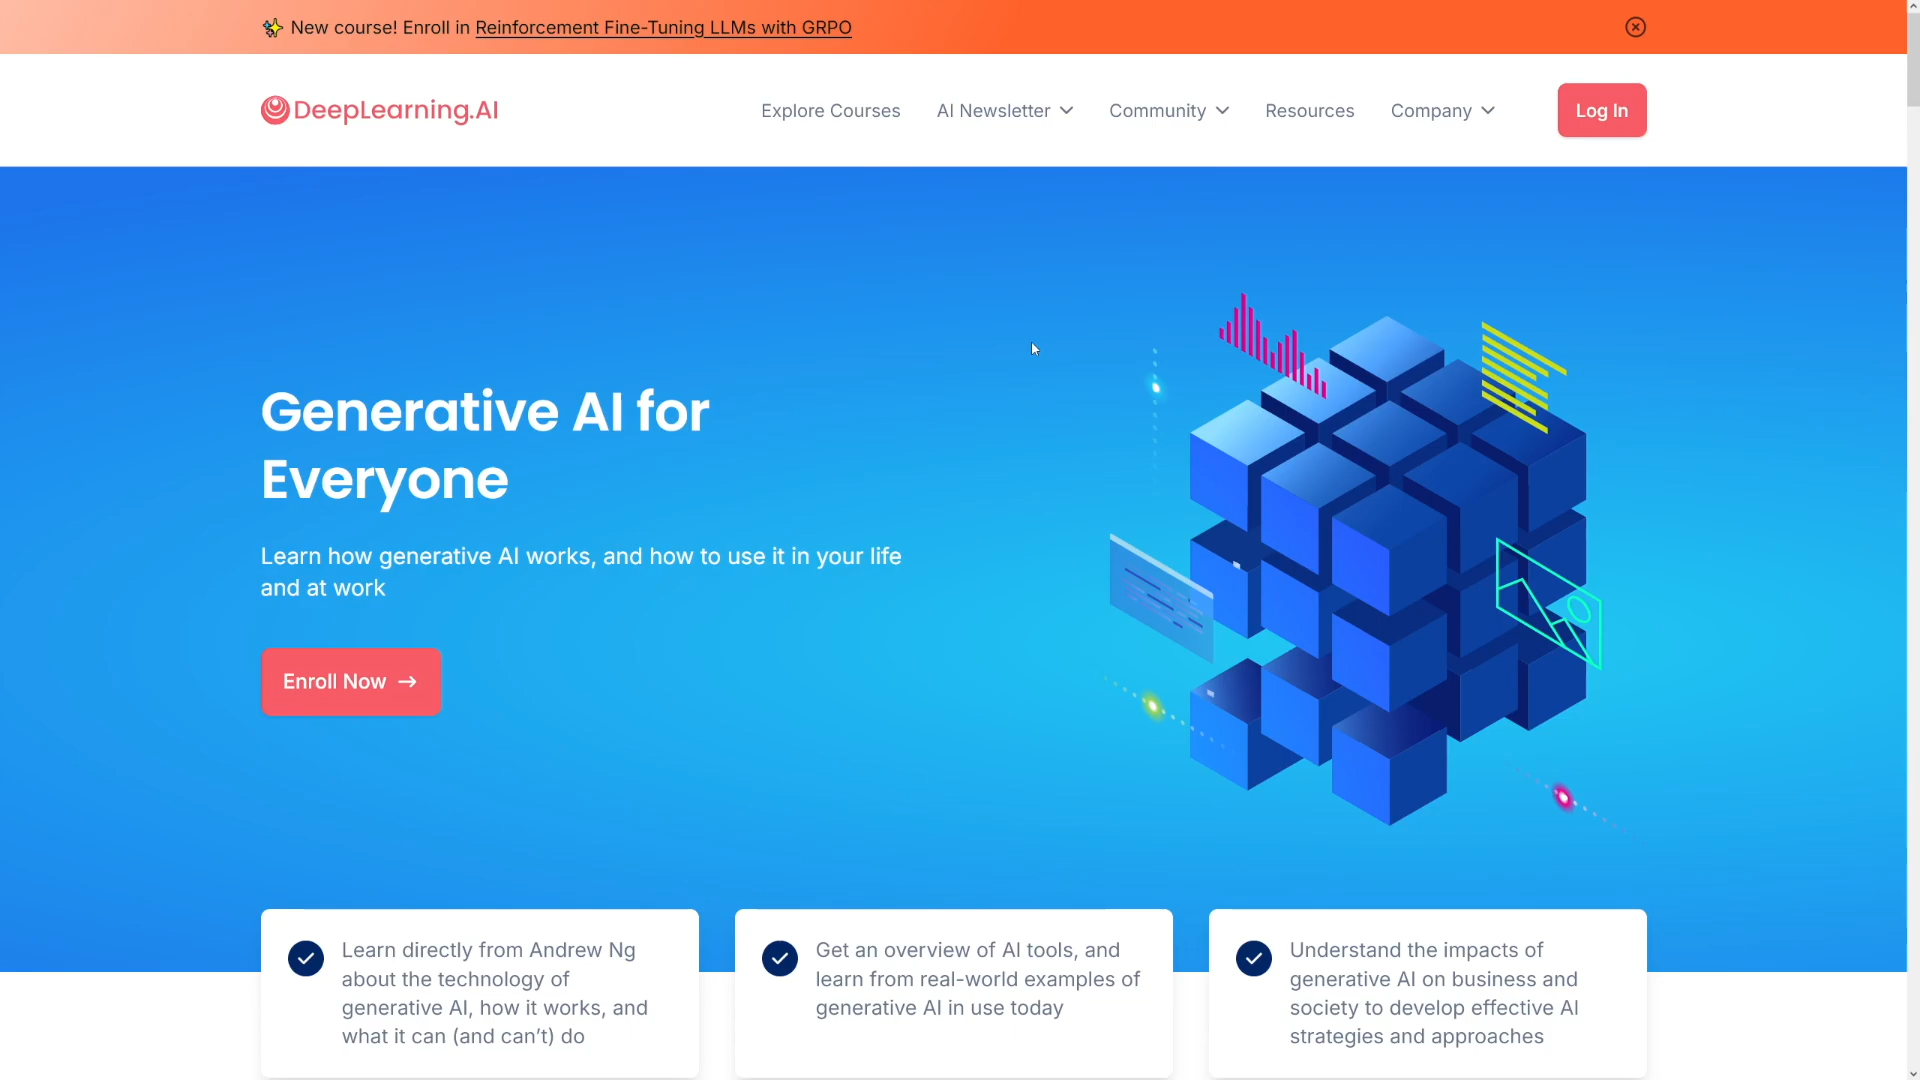 ✨ New course! Enroll in Reinforcement Fine-Tuning LLMs with GRPO
DeepLearning.AI
Explore Courses
AI Newsletter
Community
Resources
Company
Log In
Generative AI for
Everyone
Learn how generative AI works, and how to use it in your life
and at work
Enroll Now →
Learn directly from Andrew Ng
about the technology of
generative AI, how it works, and
what it can (and can’t) do
Get an overview of AI tools, and
learn from real-world examples of
generative AI in use today
Understand the impacts of
generative AI on business and
society to develop effective AI
strategies and approaches